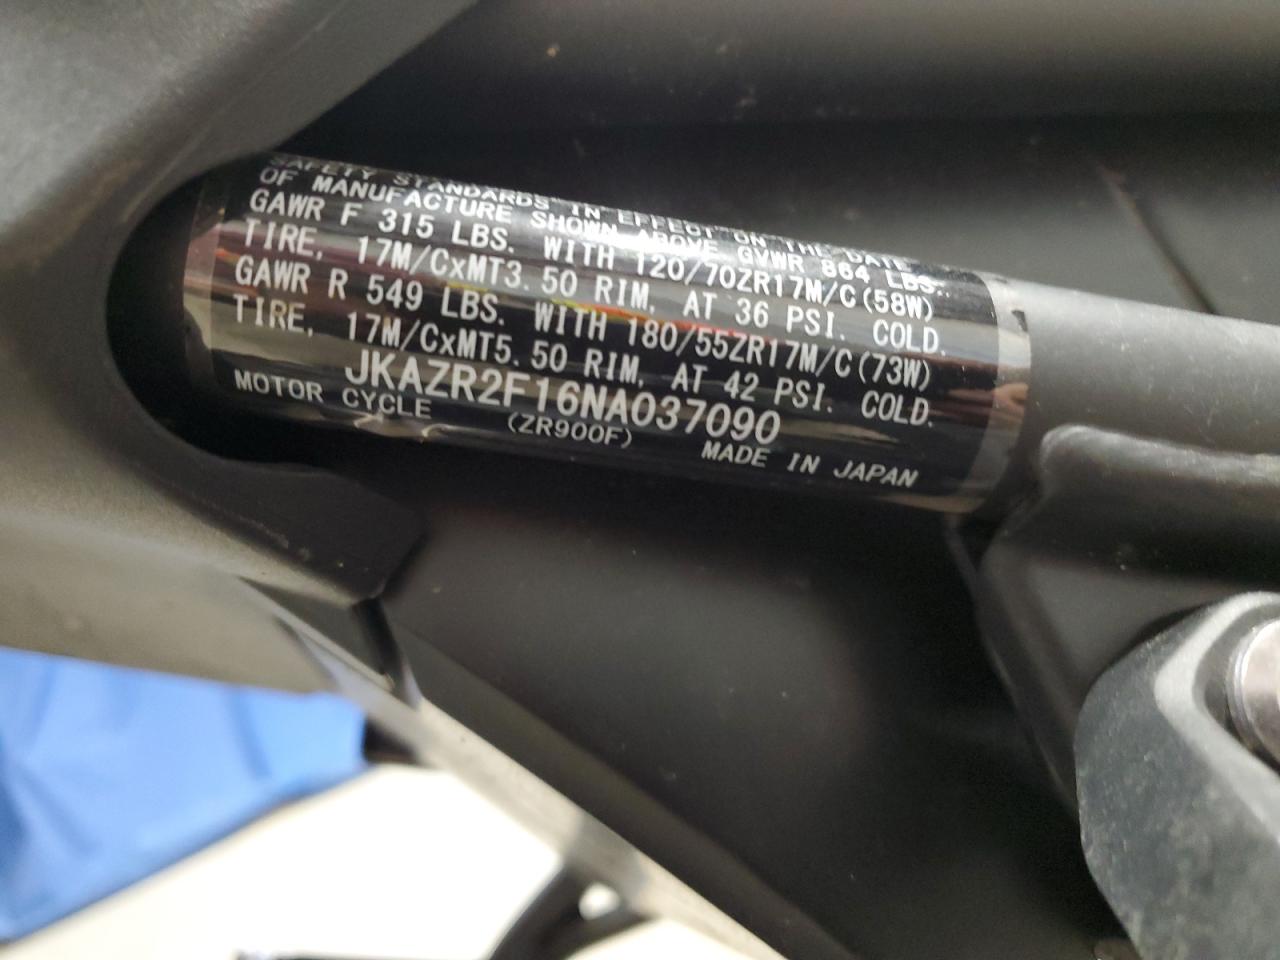 SAFETY STANDARDS IN EFFECT ON THE DATE
OF MANUFACTURE SHOWN ABOVE GVWR 864 LBS.
GAWR F 315 LBS. WITH 120/70ZR17M/C(58W)
TIRE, 17M/CxMT3.50 RIM, AT 36 PSI. COLD.
GAWR R 549 LBS. WITH 180/55ZR17M/C(73W)
TIRE, 17M/CxMT5.50 RIM, AT 42 PSI. COLD.
JKAZR2F16NA037090
MOTOR CYCLE (ZR900F) MADE IN JAPAN